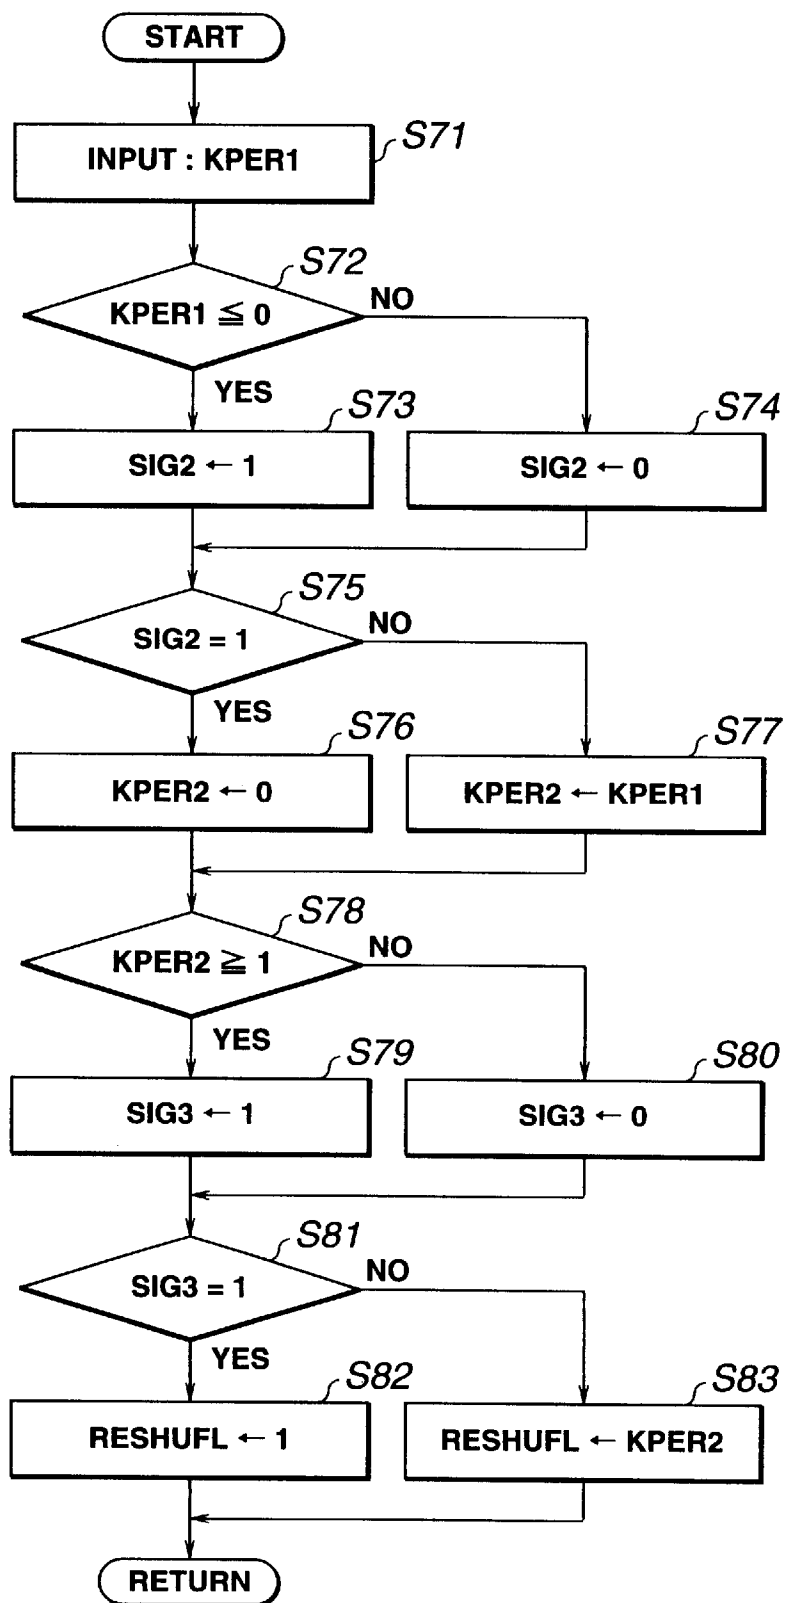 START
S71
INPUT : KPER1
S72
KPER1 ≦ 0
NO
YES
S73
S74
SIG2 ← 1
SIG2 ← 0
S75
SIG2 = 1
NO
YES
S76
S77
KPER2 ← 0
KPER2 ← KPER1
S78
KPER2 ≧ 1
NO
YES
S79
S80
SIG3 ← 1
SIG3 ← 0
S81
SIG3 = 1
NO
YES
S82
S83
RESHUFL ← 1
RESHUFL ← KPER2
RETURN